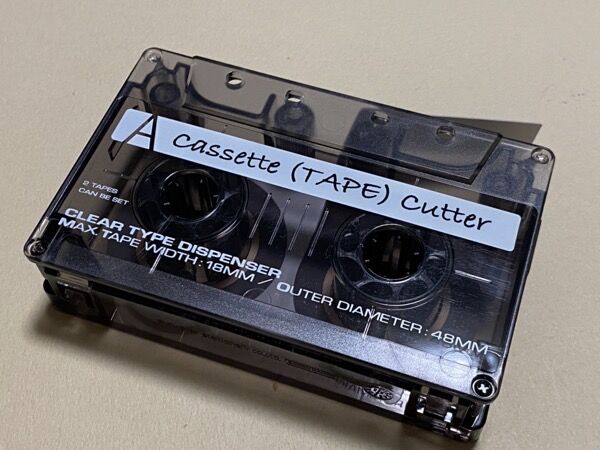 A
Cassette (TAPE) Cutter
2 TAPES
CAN BE SET
CLEAR TYPE DISPENSER
MAX TAPE WIDTH : 18MM / OUTER DIAMETER : 48MM